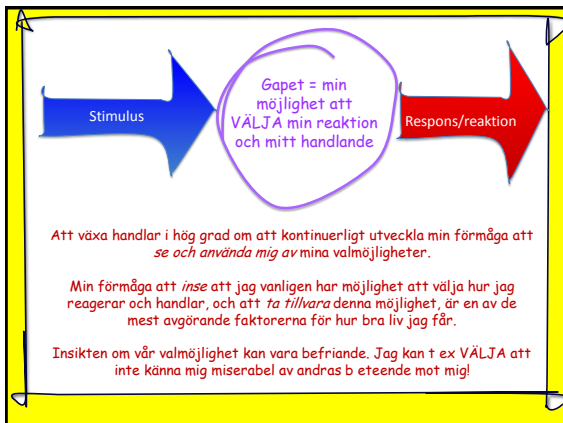 Stimulus
Gapet = min
möjlighet att
VÄLJA min reaktion
och mitt handlande
Respons/reaktion
Att växa handlar i hög grad om att kontinuerligt utveckla min förmåga att
se och använda mig av mina valmöjligheter.
Min förmåga att inse att jag vanligen har möjlighet att välja hur jag
reagerar och handlar, och att ta tillvara denna möjlighet, är en av de
mest avgörande faktorerna för hur bra liv jag får.
Insikten om vår valmöjlighet kan vara befriande. Jag kan t ex VÄLJA att
inte känna mig miserabel av andras b eteende mot mig!